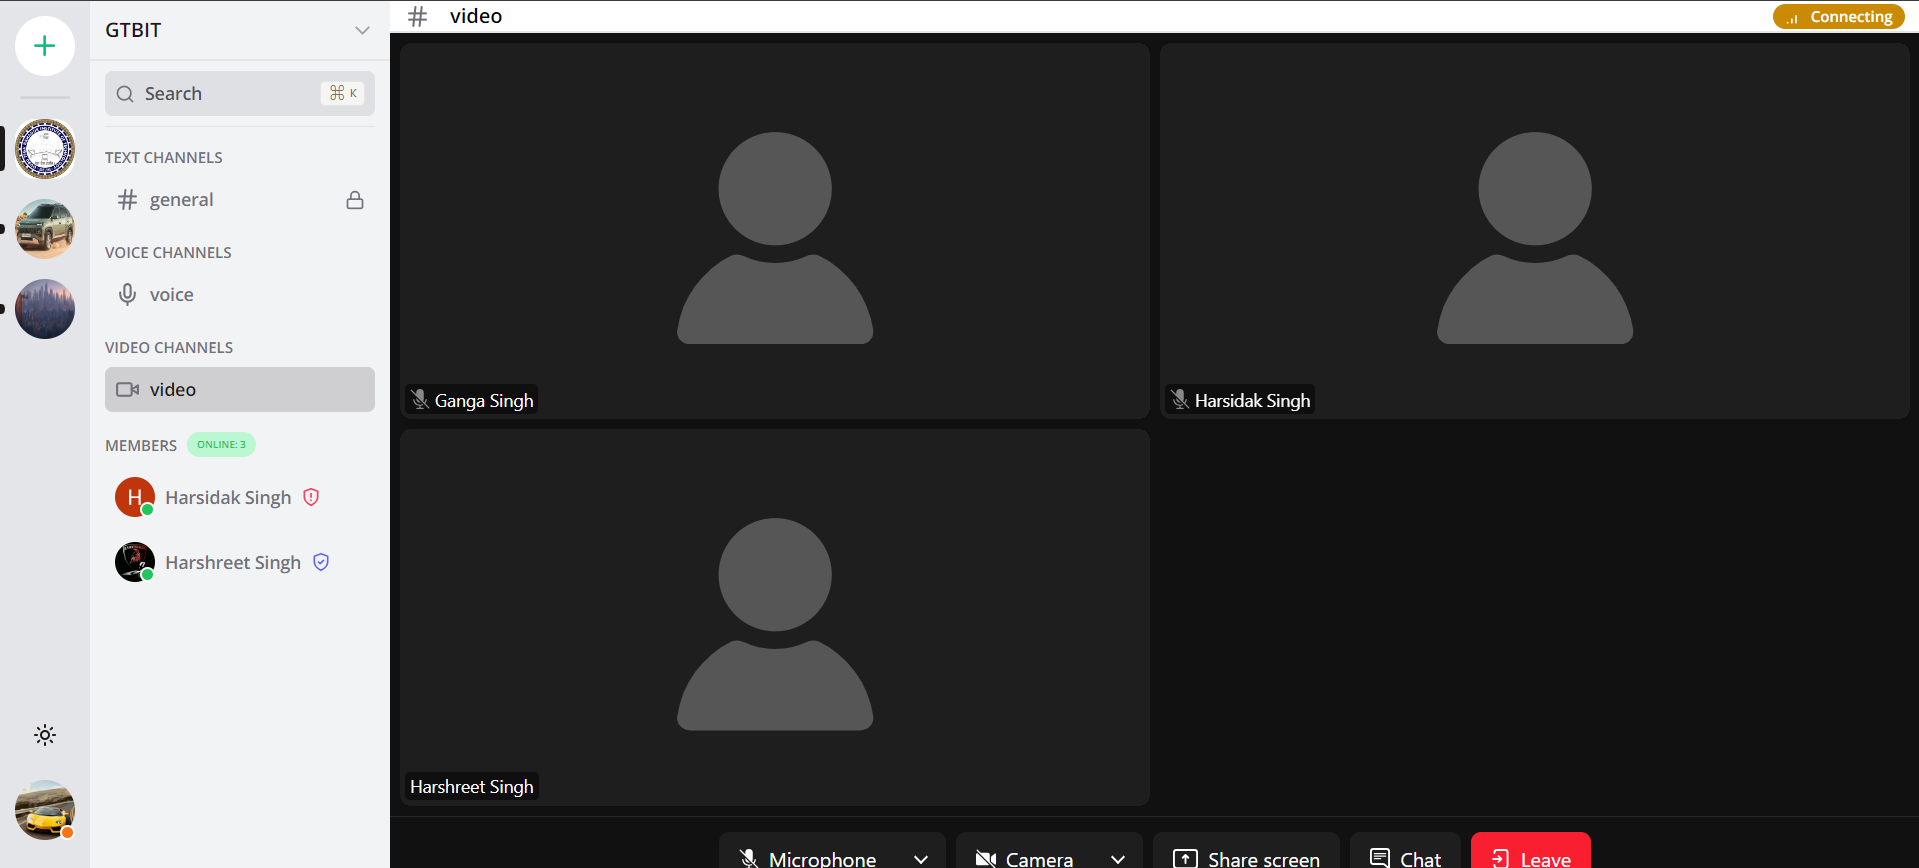 GTBIT
Search
⌘ K
TEXT CHANNELS
general
VOICE CHANNELS
voice
VIDEO CHANNELS
video
MEMBERS ONLINE: 3
H Harsidak Singh
Harshreet Singh
# video
Connecting
Ganga Singh
Harsidak Singh
Harshreet Singh
Microphone
Camera
Share screen
Chat
Leave